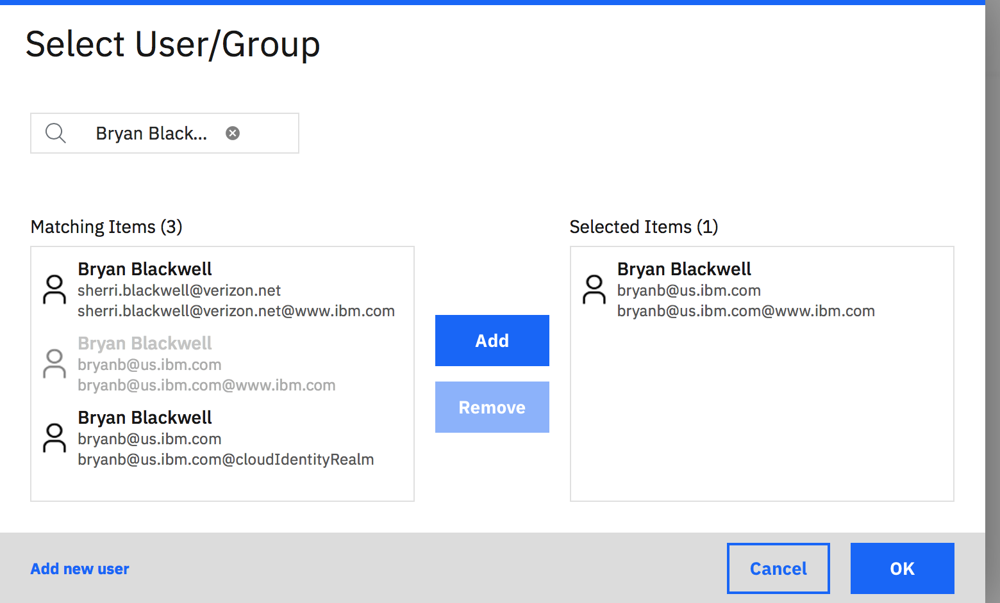 Select User/Group
Bryan Black...
Matching Items (3)
Bryan Blackwell
sherri.blackwell@verizon.net
sherri.blackwell@verizon.net@www.ibm.com
Bryan Blackwell
bryanb@us.ibm.com
bryanb@us.ibm.com@www.ibm.com
Bryan Blackwell
bryanb@us.ibm.com
bryanb@us.ibm.com@cloudIdentityRealm
Add
Remove
Selected Items (1)
Bryan Blackwell
bryanb@us.ibm.com
bryanb@us.ibm.com@www.ibm.com
Add new user
Cancel
OK